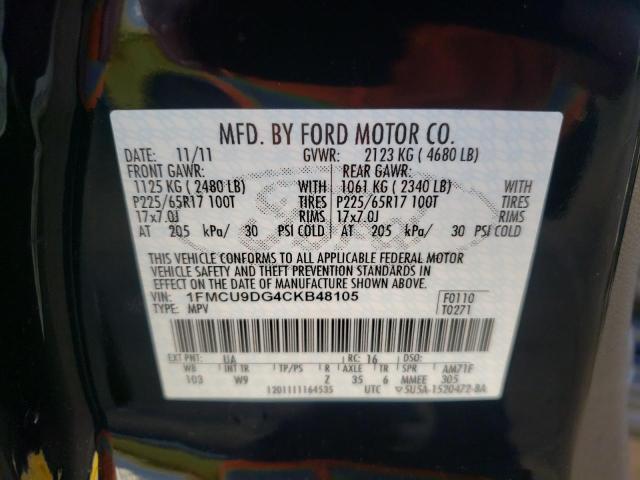 MFD. BY FORD MOTOR CO.
DATE: 11/11 GVWR: 2123 KG ( 4680 LB)
FRONT GAWR: REAR GAWR:
1125 KG ( 2480 LB) WITH 1061 KG ( 2340 LB) WITH
P225/65R17 100T TIRES P225/65R17 100T TIRES
17x7.0J RIMS 17x7.0J RIMS
AT 205 kPa/ 30 PSI COLD AT 205 kPa/ 30 PSI COLD
THIS VEHICLE CONFORMS TO ALL APPLICABLE FEDERAL MOTOR
VEHICLE SAFETY AND THEFT PREVENTION STANDARDS IN
EFFECT ON THE DATE OF MANUFACTURE SHOWN ABOVE.
VIN: 1FMCU9DG4CKB48105 F0110
TYPE: MPV T0271
EXT PNT: UA RC: 16 DSO:
WB INT TR TP/PS R AXLE TR SPR AM71F
103 W9 Z 35 6 MMEE 305
1201111164535 UTC ▽5U5A-1520472-BA